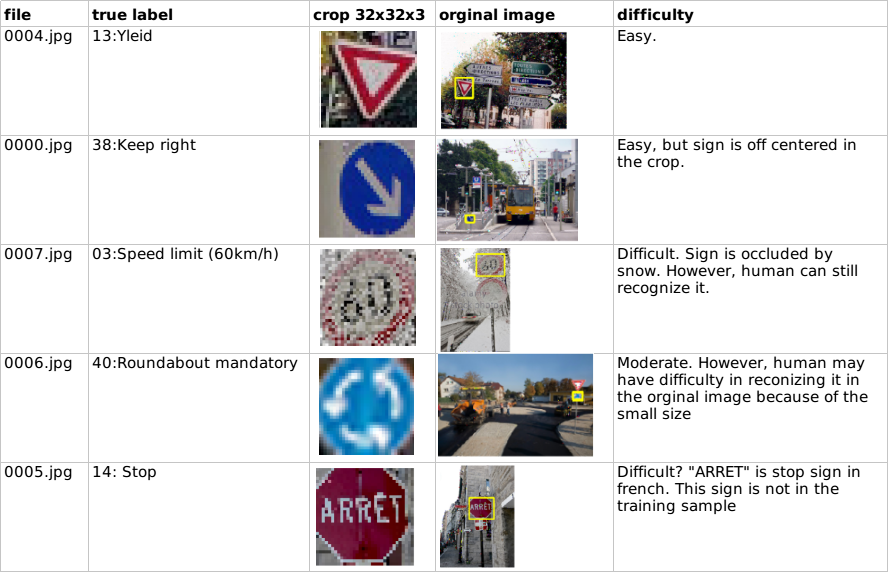 file true label crop 32x32x3 orginal image difficulty
0004.jpg 13:Yleid Easy.
0000.jpg 38:Keep right Easy, but sign is off centered in
the crop.
0007.jpg 03:Speed limit (60km/h) Difficult. Sign is occluded by
snow. However, human can still
recognize it.
60
60
0006.jpg 40:Roundabout mandatory Moderate. However, human may
have difficulty in reconizing it in
the orginal image because of the
small size
0005.jpg 14: Stop Difficult? "ARRET" is stop sign in
french. This sign is not in the
training sample
ARRÊT
ARRÊT